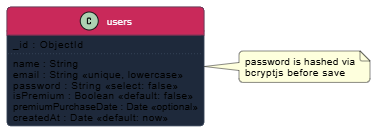 C users
_id : ObjectId
name : String
email : String «unique, lowercase»
password : String «select: false»
isPremium : Boolean «default: false»
premiumPurchaseDate : Date «optional»
createdAt : Date «default: now»
password is hashed via
bcryptjs before save